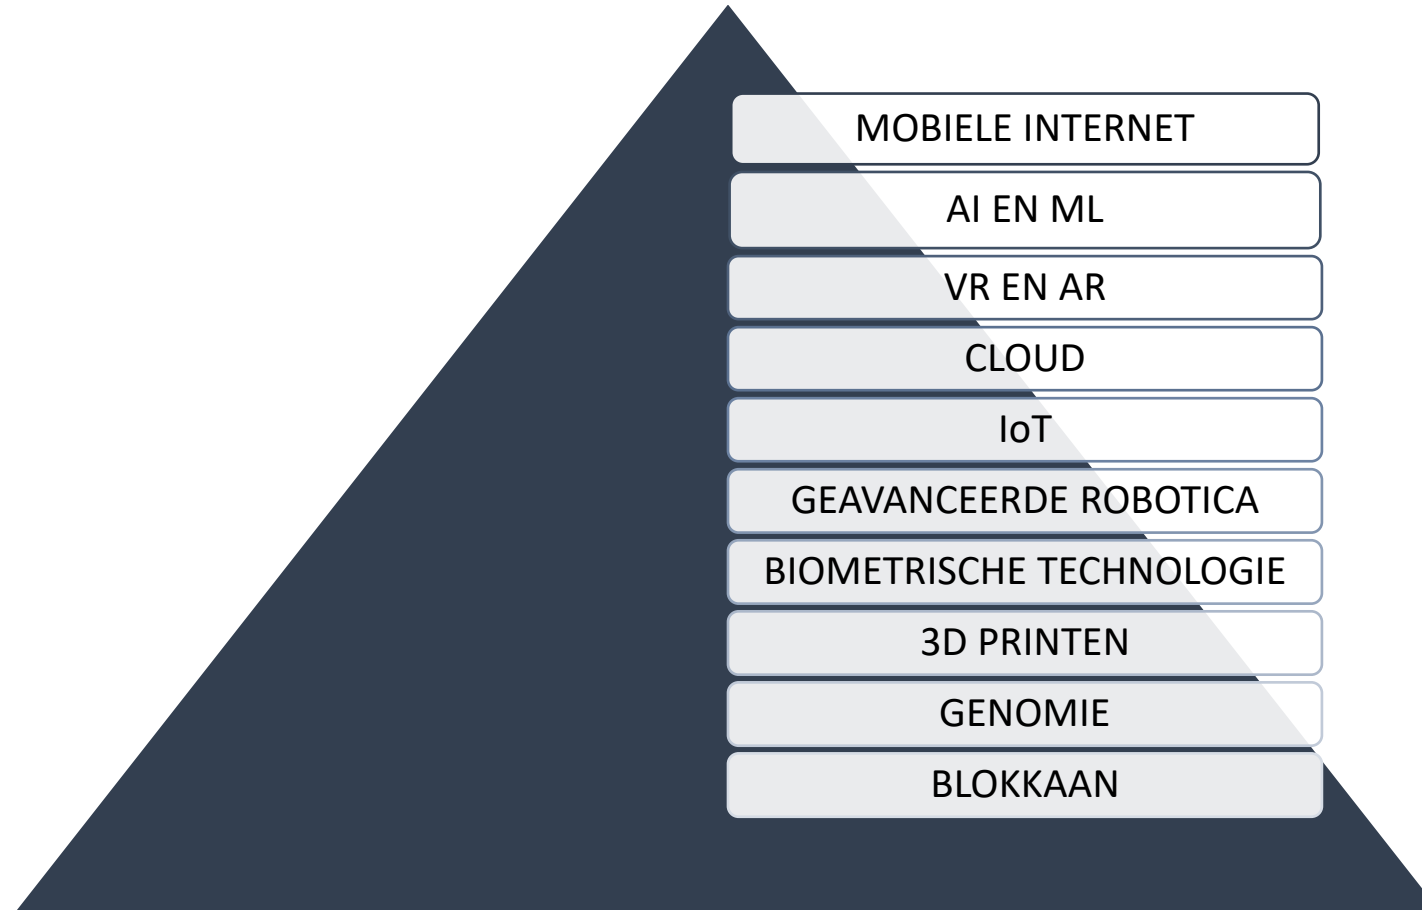 MOBIELE INTERNET
AI EN ML
VR EN AR
CLOUD
IoT
GEAVANCEERDE ROBOTICA
BIOMETRISCHE TECHNOLOGIE
3D PRINTEN
GENOMIE
BLOKKAAN